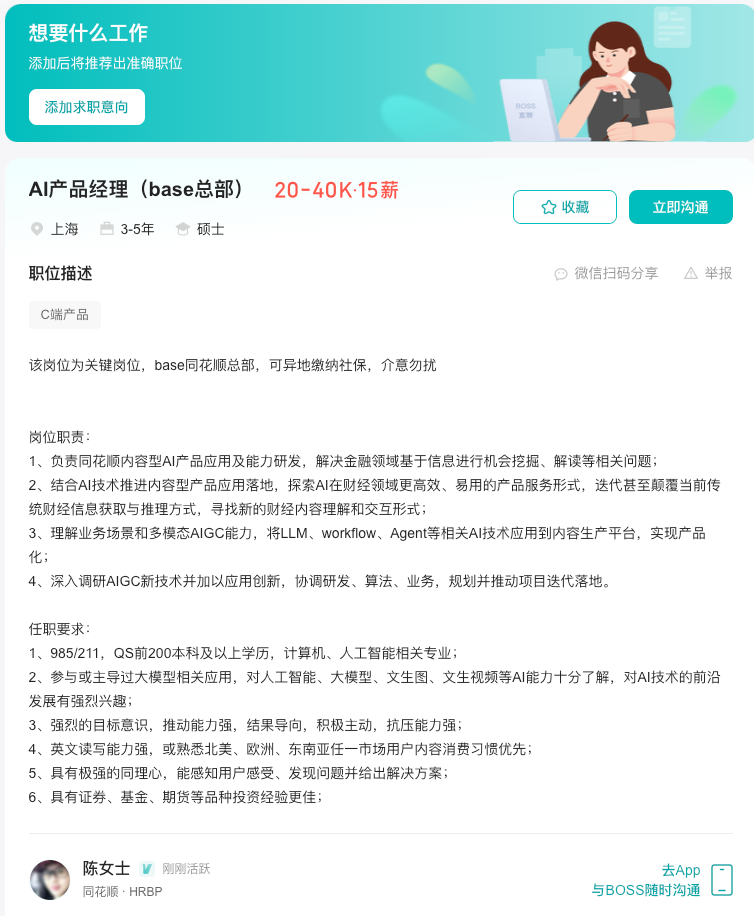 想要什么工作
添加后将推荐出准确职位
添加求职意向
BOSS
直聘
AI产品经理（base总部） 20-40K·15薪
收藏 立即沟通
上海 3-5年 硕士
职位描述 微信扫码分享 举报
C端产品
该岗位为关键岗位，base同花顺总部，可异地缴纳社保，介意勿扰
岗位职责：
1、负责同花顺内容型AI产品应用及能力研发，解决金融领域基于信息进行机会挖掘、解读等相关问题；
2、结合AI技术推进内容型产品应用落地，探索AI在财经领域更高效、易用的产品服务形式，迭代甚至颠覆当前传
统财经信息获取与推理方式，寻找新的财经内容理解和交互形式；
3、理解业务场景和多模态AIGC能力，将LLM、workflow、Agent等相关AI技术应用到内容生产平台，实现产品
化；
4、深入调研AIGC新技术并加以应用创新，协调研发、算法、业务，规划并推动项目迭代落地。
任职要求：
1、985/211，QS前200本科及以上学历，计算机、人工智能相关专业；
2、参与或主导过大模型相关应用，对人工智能、大模型、文生图、文生视频等AI能力十分了解，对AI技术的前沿
发展有强烈兴趣；
3、强烈的目标意识，推动能力强，结果导向，积极主动，抗压能力强；
4、英文读写能力强，或熟悉北美、欧洲、东南亚任一市场用户内容消费习惯优先；
5、具有极强的同理心，能感知用户感受、发现问题并给出解决方案；
6、具有证券、基金、期货等品种投资经验更佳；
陈女士 刚刚活跃
同花顺 · HRBP
去App
与BOSS随时沟通